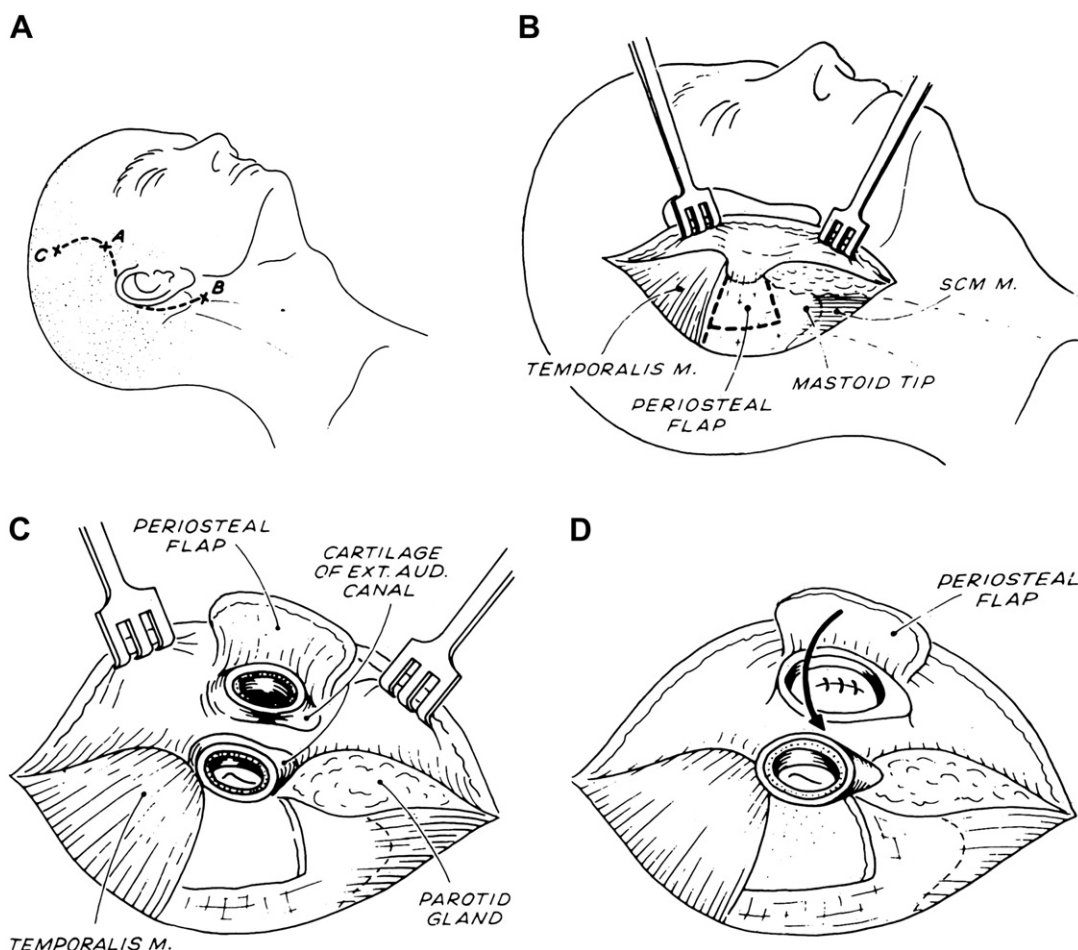 A
C
A
B
B
SCM M.
TEMPORALIS M.
MASTOID TIP
PERIOSTEAL
FLAP
C
PERIOSTEAL
FLAP
CARTILAGE
OF EXT. AUD.
CANAL
PAROTID
GLAND
TEMPORALIS M.
D
PERIOSTEAL
FLAP